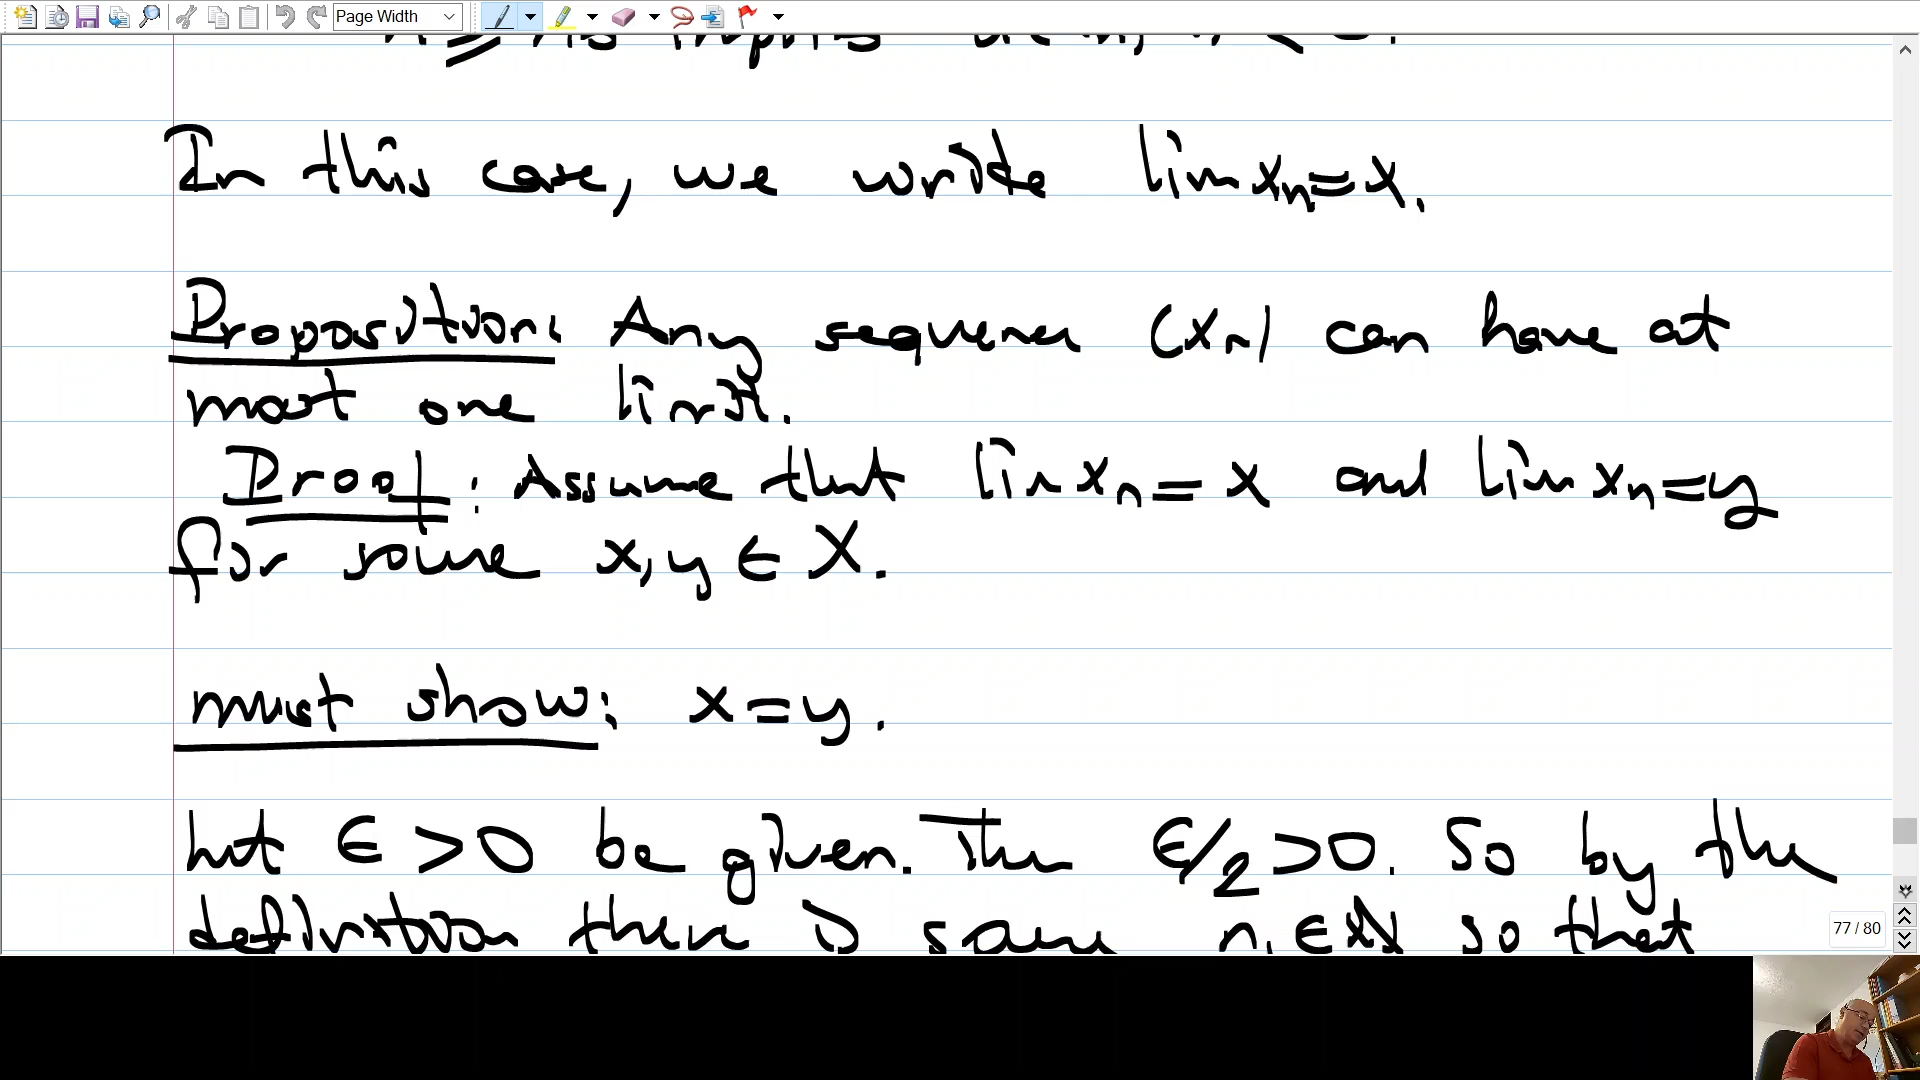 Page Width
In this case, we write lim xₙ = x.
Proposition: Any sequence (xₙ) can have at
most one limit.
Proof: Assume that lim xₙ = x and lim xₙ = y
for some x, y ∈ X.
must show: x = y.
Let ϵ > 0 be given. Then ϵ/2 > 0. So by the
definition there is some n₁ ∈ ℕ so that
77 / 80